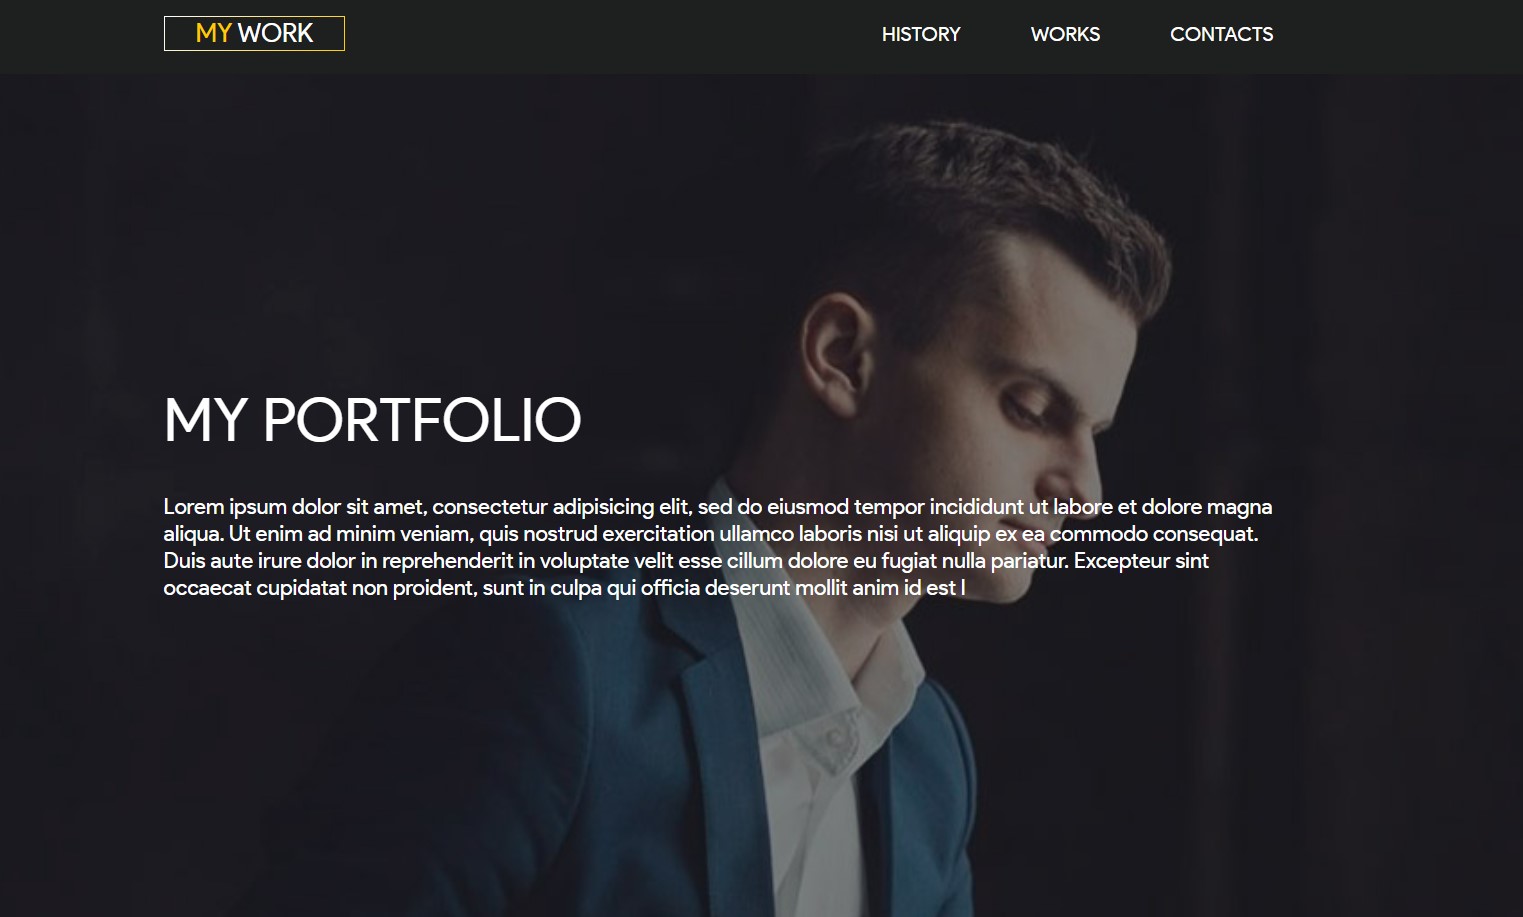 MY WORK
HISTORY
WORKS
CONTACTS
MY PORTFOLIO
Lorem ipsum dolor sit amet, consectetur adipisicing elit, sed do eiusmod tempor incididunt ut labore et dolore magna
aliqua. Ut enim ad minim veniam, quis nostrud exercitation ullamco laboris nisi ut aliquip ex ea commodo consequat.
Duis aute irure dolor in reprehenderit in voluptate velit esse cillum dolore eu fugiat nulla pariatur. Excepteur sint
occaecat cupidatat non proident, sunt in culpa qui officia deserunt mollit anim id est l